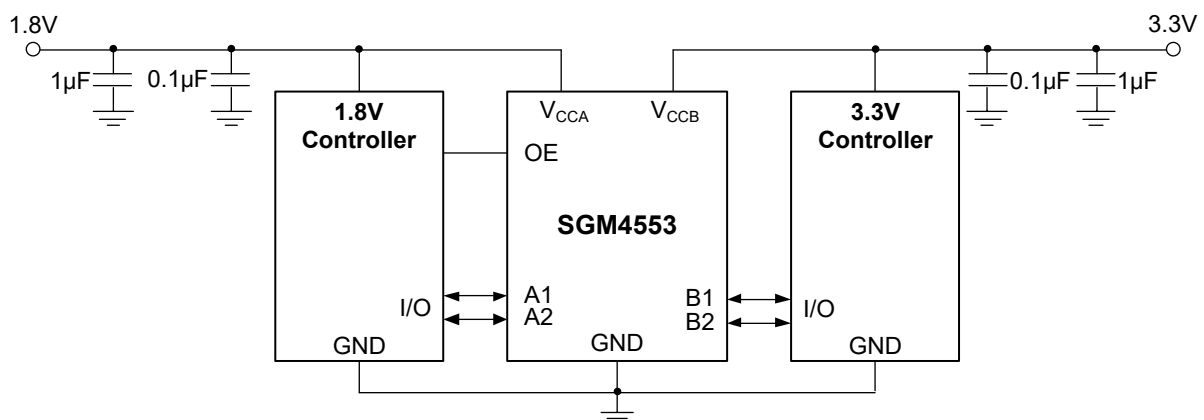 1.8V
3.3V
1µF
0.1µF
0.1µF
1µF
1.8V
Controller
VCCA
VCCB
3.3V
Controller
OE
SGM4553
I/O
A1
A2
B1
B2
I/O
GND
GND
GND